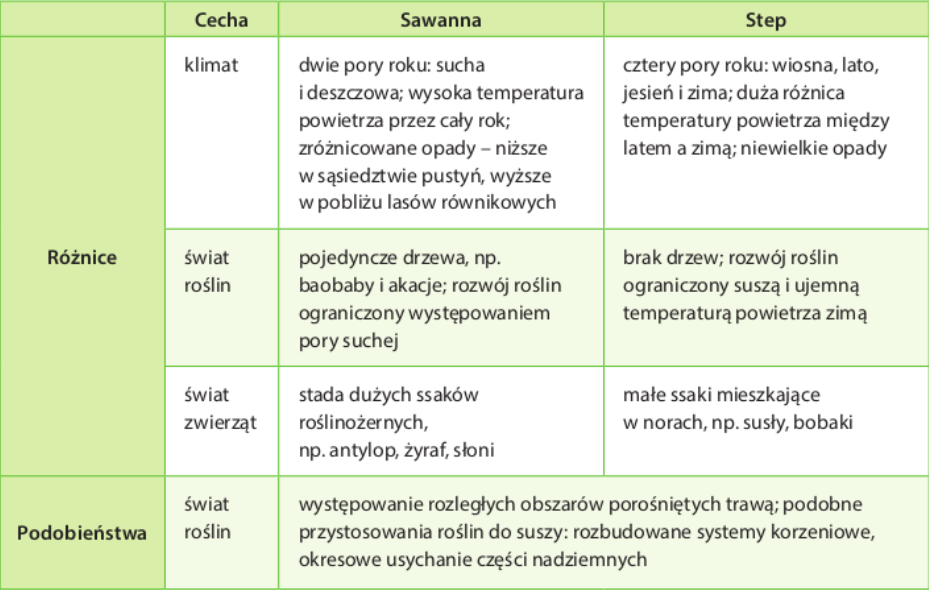 Cecha Sawanna Step
Różnice
klimat
dwie pory roku: sucha
i deszczowa; wysoka temperatura
powietrza przez cały rok;
zróżnicowane opady – niższe
w sąsiedztwie pustyń, wyższe
w pobliżu lasów równikowych
cztery pory roku: wiosna, lato,
jesień i zima; duża różnica
temperatury powietrza między
latem a zimą; niewielkie opady
świat
roślin
pojedyncze drzewa, np.
baobaby i akacje; rozwój roślin
ograniczony występowaniem
pory suchej
brak drzew; rozwój roślin
ograniczony suszą i ujemną
temperaturą powietrza zimą
świat
zwierząt
stada dużych ssaków
roślinożernych,
np. antylop, żyraf, słoni
małe ssaki mieszkające
w norach, np. susły, bobaki
Podobieństwa
świat
roślin
występowanie rozległych obszarów porośniętych trawą; podobne
przystosowania roślin do suszy: rozbudowane systemy korzeniowe,
okresowe usychanie części nadziemnych